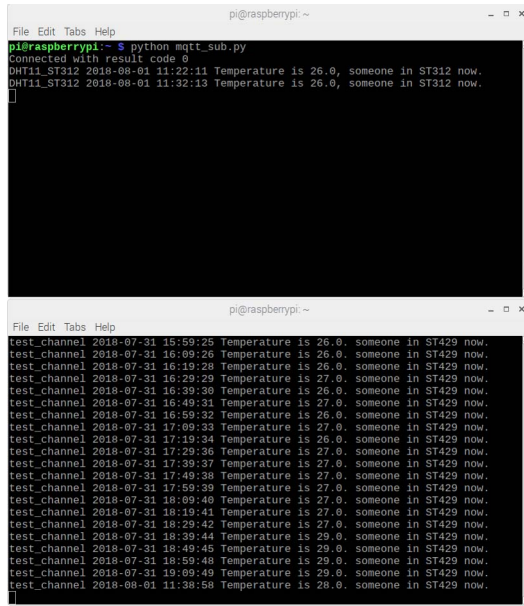 pi@raspberrypi: ~
File Edit Tabs Help
pi@raspberrypi:~ $ python mqtt_sub.py
Connected with result code 0
DHT11_ST312 2018-08-01 11:22:11 Temperature is 26.0, someone in ST312 now.
DHT11_ST312 2018-08-01 11:32:13 Temperature is 26.0, someone in ST312 now.
pi@raspberrypi: ~
File Edit Tabs Help
test_channel 2018-07-31 15:59:25 Temperature is 26.0. someone in ST429 now.
test_channel 2018-07-31 16:09:26 Temperature is 26.0. someone in ST429 now.
test_channel 2018-07-31 16:19:28 Temperature is 26.0. someone in ST429 now.
test_channel 2018-07-31 16:29:29 Temperature is 27.0. someone in ST429 now.
test_channel 2018-07-31 16:39:30 Temperature is 26.0. someone in ST429 now.
test_channel 2018-07-31 16:49:31 Temperature is 27.0. someone in ST429 now.
test_channel 2018-07-31 16:59:32 Temperature is 26.0. someone in ST429 now.
test_channel 2018-07-31 17:09:33 Temperature is 27.0. someone in ST429 now.
test_channel 2018-07-31 17:19:34 Temperature is 26.0. someone in ST429 now.
test_channel 2018-07-31 17:29:36 Temperature is 27.0. someone in ST429 now.
test_channel 2018-07-31 17:39:37 Temperature is 27.0. someone in ST429 now.
test_channel 2018-07-31 17:49:38 Temperature is 27.0. someone in ST429 now.
test_channel 2018-07-31 17:59:39 Temperature is 27.0. someone in ST429 now.
test_channel 2018-07-31 18:09:40 Temperature is 27.0. someone in ST429 now.
test_channel 2018-07-31 18:19:41 Temperature is 27.0. someone in ST429 now.
test_channel 2018-07-31 18:29:42 Temperature is 27.0. someone in ST429 now.
test_channel 2018-07-31 18:39:44 Temperature is 29.0. someone in ST429 now.
test_channel 2018-07-31 18:49:45 Temperature is 29.0. someone in ST429 now.
test_channel 2018-07-31 18:59:48 Temperature is 29.0. someone in ST429 now.
test_channel 2018-07-31 19:09:49 Temperature is 29.0. someone in ST429 now.
test_channel 2018-08-01 11:38:58 Temperature is 28.0. someone in ST429 now.